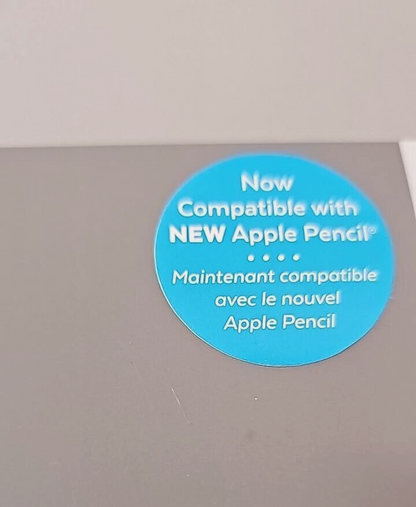 Now
Compatible with
NEW Apple Pencil®
• • • •
Maintenant compatible
avec le nouvel
Apple Pencil